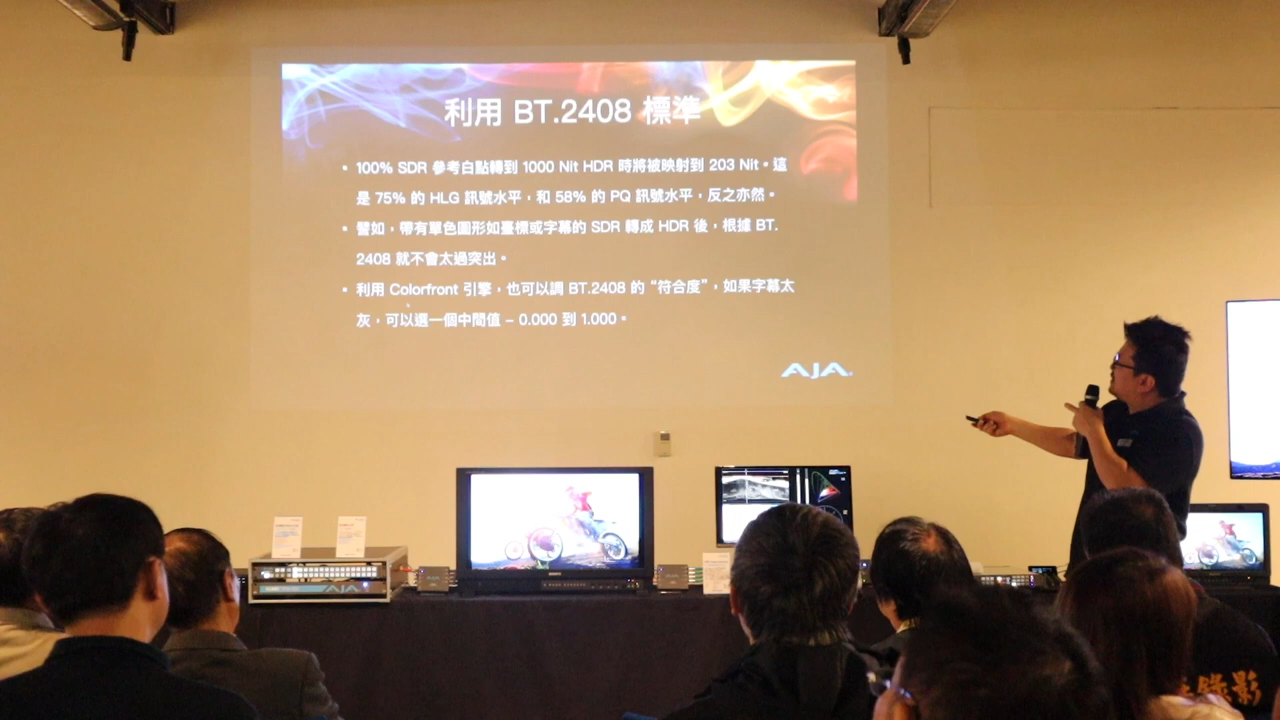 利用 BT.2408 標準
• 100% SDR 參考白點轉到 1000 Nit HDR 時將被映射到 203 Nit。這
是 75% 的 HLG 訊號水平，和 58% 的 PQ 訊號水平，反之亦然。
• 譬如，帶有單色圖形如臺標或字幕的 SDR 轉成 HDR 後，根據 BT.
2408 就不會太過突出。
• 利用 Colorfront 引擎，也可以調 BT.2408 的 “符合度”，如果字幕太
灰，可以選一個中間值 – 0.000 到 1.000。
AJA
SONY
AJA
錄影